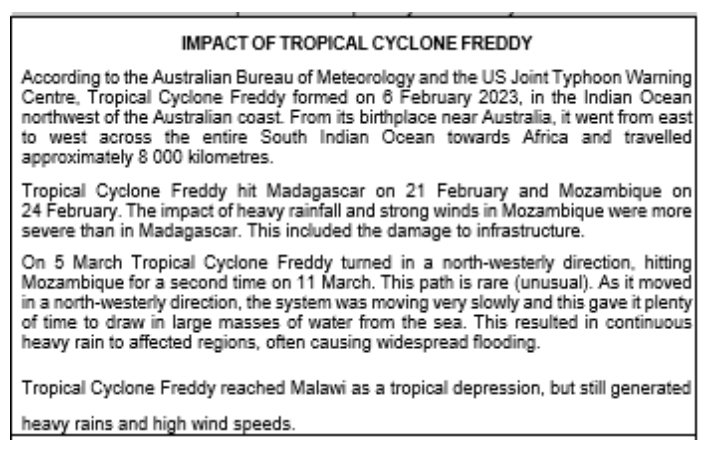 IMPACT OF TROPICAL CYCLONE FREDDY
According to the Australian Bureau of Meteorology and the US Joint Typhoon Warning
Centre, Tropical Cyclone Freddy formed on 6 February 2023, in the Indian Ocean
northwest of the Australian coast. From its birthplace near Australia, it went from east
to west across the entire South Indian Ocean towards Africa and travelled
approximately 8 000 kilometres.
Tropical Cyclone Freddy hit Madagascar on 21 February and Mozambique on
24 February. The impact of heavy rainfall and strong winds in Mozambique were more
severe than in Madagascar. This included the damage to infrastructure.
On 5 March Tropical Cyclone Freddy turned in a north-westerly direction, hitting
Mozambique for a second time on 11 March. This path is rare (unusual). As it moved
in a north-westerly direction, the system was moving very slowly and this gave it plenty
of time to draw in large masses of water from the sea. This resulted in continuous
heavy rain to affected regions, often causing widespread flooding.
Tropical Cyclone Freddy reached Malawi as a tropical depression, but still generated
heavy rains and high wind speeds.